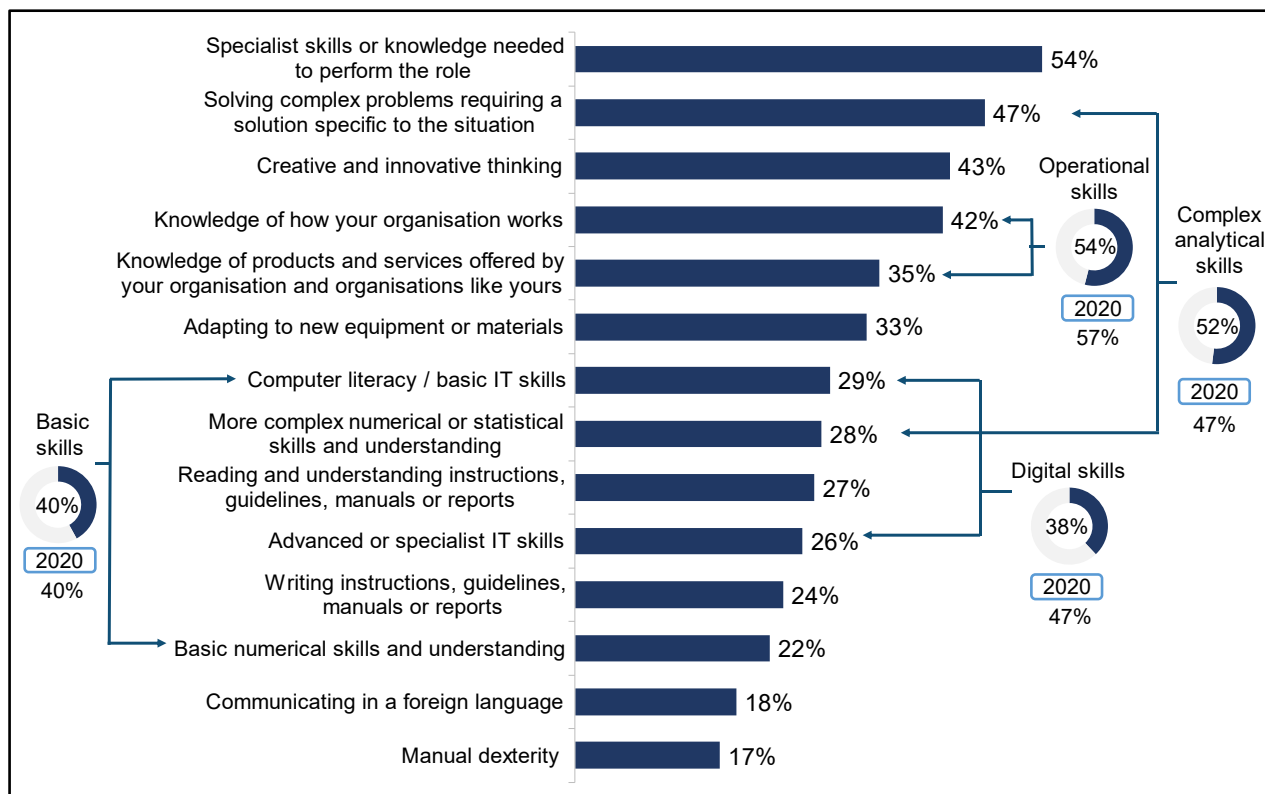 Specialist skills or knowledge needed
to perform the role
54%
Solving complex problems requiring a
solution specific to the situation
47%
Creative and innovative thinking
43%
Knowledge of how your organisation works
42%
Knowledge of products and services offered by
your organisation and organisations like yours
35%
Adapting to new equipment or materials
33%
Computer literacy / basic IT skills
29%
More complex numerical or statistical
skills and understanding
28%
Reading and understanding instructions,
guidelines, manuals or reports
27%
Advanced or specialist IT skills
26%
Writing instructions, guidelines,
manuals or reports
24%
Basic numerical skills and understanding
22%
Communicating in a foreign language
18%
Manual dexterity
17%
Basic
skills
40%
2020
40%
Operational
skills
54%
2020
57%
Complex
analytical
skills
52%
2020
47%
Digital skills
38%
2020
47%